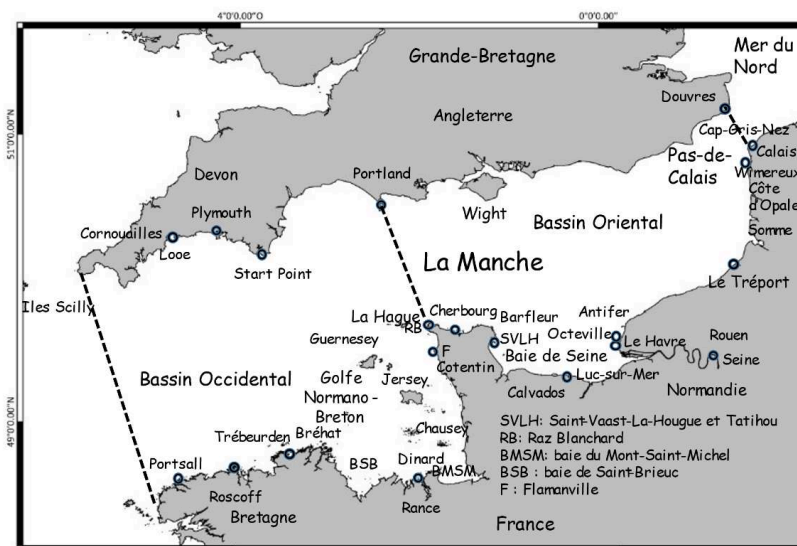 4°0'0.00"O
0°0'0.00"
Mer du
Nord
Grande-Bretagne
Douvres
Angleterre
51°0'0.00"N
Cap-Gris-Nez
Calais
Pas-de-
Calais
Wimereux
Devon
Portland
Côte
d'Opale
Plymouth
Wight
Bassin Oriental
Cornouailles
Looe
Somme
Start Point
La Manche
Le Tréport
Iles Scilly
La Hague
Cherbourg
Barfleur
Antifer
RB
Octeville
Guernesey
SVLH
Le Havre
Rouen
F
Baie de Seine
Seine
Cotentin
Luc-sur-Mer
Bassin Occidental
Golfe
Jersey
Calvados
Normandie
Normano-
Breton
SVLH: Saint-Vaast-La-Hougue et Tatihou
Chausey
RB: Raz Blanchard
Trébeurden
Bréhat
BMSM: baie du Mont-Saint-Michel
Portsall
BSB
Dinard
BMSM
BSB : baie de Saint-Brieuc
F : Flamanville
Roscoff
Rance
Bretagne
France
49°0'0.00"N